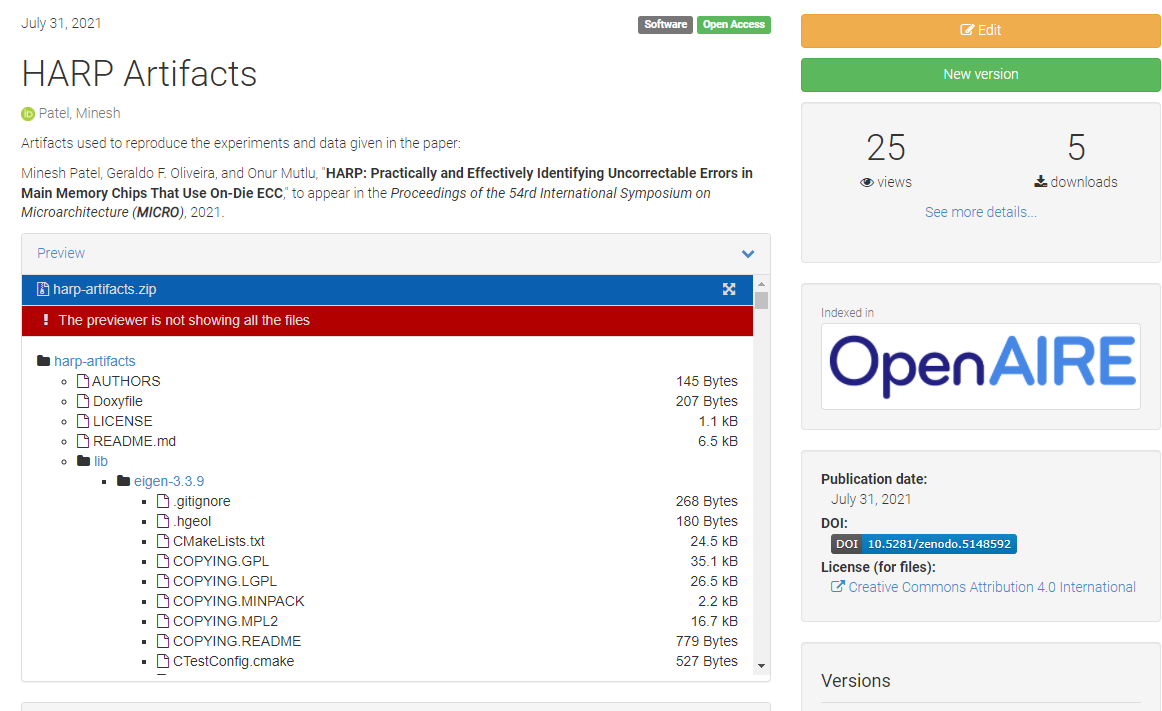 July 31, 2021
Software Open Access
HARP Artifacts
iD Patel, Minesh
Artifacts used to reproduce the experiments and data given in the paper:
Minesh Patel, Geraldo F. Oliveira, and Onur Mutlu, "HARP: Practically and Effectively Identifying Uncorrectable Errors in
Main Memory Chips That Use On-Die ECC," to appear in the Proceedings of the 54rd International Symposium on
Microarchitecture (MICRO), 2021.
Preview
harp-artifacts.zip
! The previewer is not showing all the files
harp-artifacts
AUTHORS 145 Bytes
Doxyfile 207 Bytes
LICENSE 1.1 kB
README.md 6.5 kB
lib
eigen-3.3.9
.gitignore 268 Bytes
.hgeol 180 Bytes
CMakeLists.txt 24.5 kB
COPYING.GPL 35.1 kB
COPYING.LGPL 26.5 kB
COPYING.MINPACK 2.2 kB
COPYING.MPL2 16.7 kB
COPYING.README 779 Bytes
CTestConfig.cmake 527 Bytes
Edit
New version
25 5
views downloads
See more details...
Indexed in
OpenAIRE
Publication date:
July 31, 2021
DOI:
DOI 10.5281/zenodo.5148592
License (for files):
Creative Commons Attribution 4.0 International
Versions